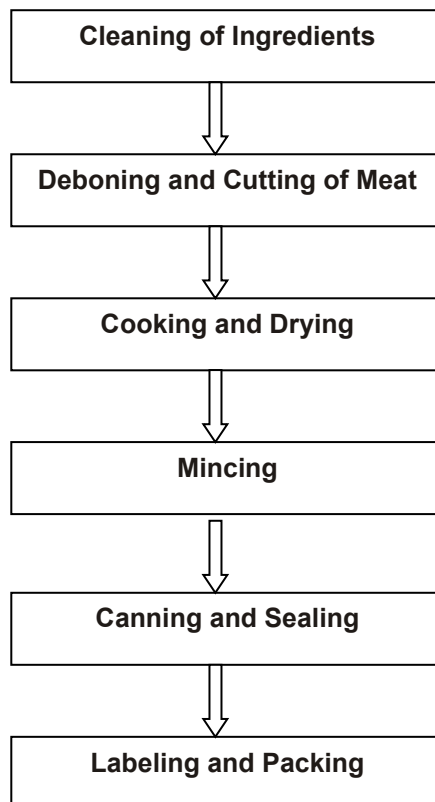 Cleaning of Ingredients
Deboning and Cutting of Meat
Cooking and Drying
Mincing
Canning and Sealing
Labeling and Packing